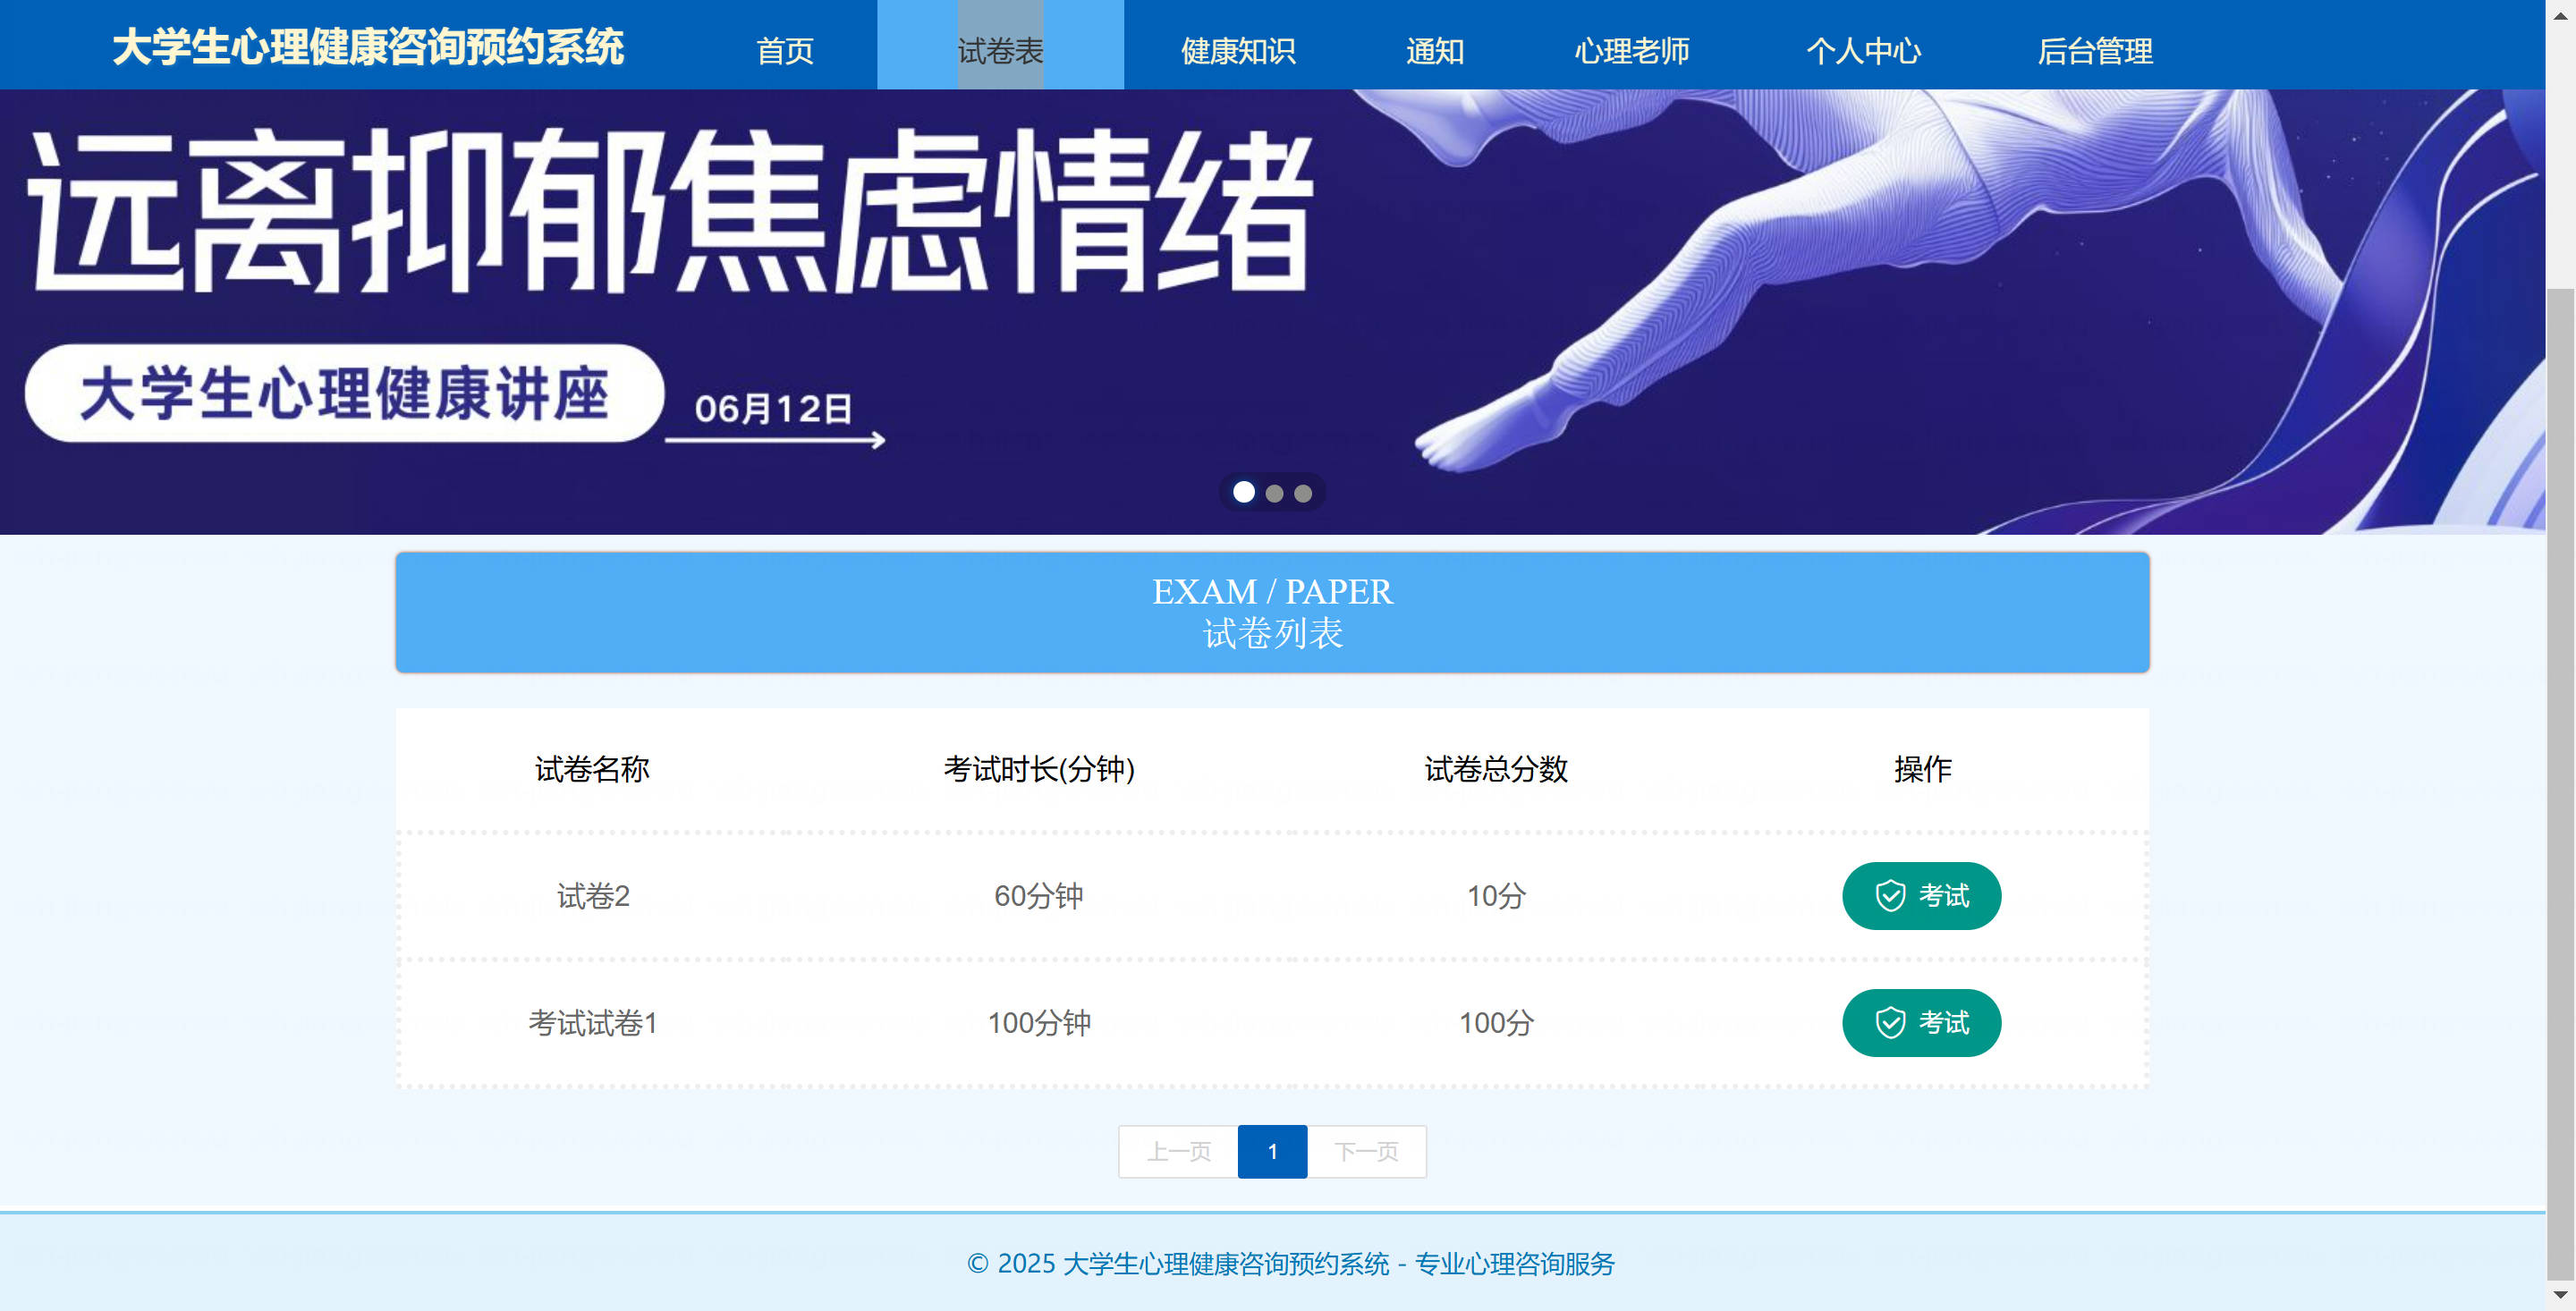 大学生心理健康咨询预约系统 首页 试卷表 健康知识 通知 心理老师 个人中心 后台管理
远离抑郁焦虑情绪
大学生心理健康讲座 06月12日
EXAM / PAPER
试卷列表
试卷名称 考试时长(分钟) 试卷总分数 操作
试卷2 60分钟 10分 考试
考试试卷1 100分钟 100分 考试
上一页 1 下一页
© 2025 大学生心理健康咨询预约系统 - 专业心理咨询服务